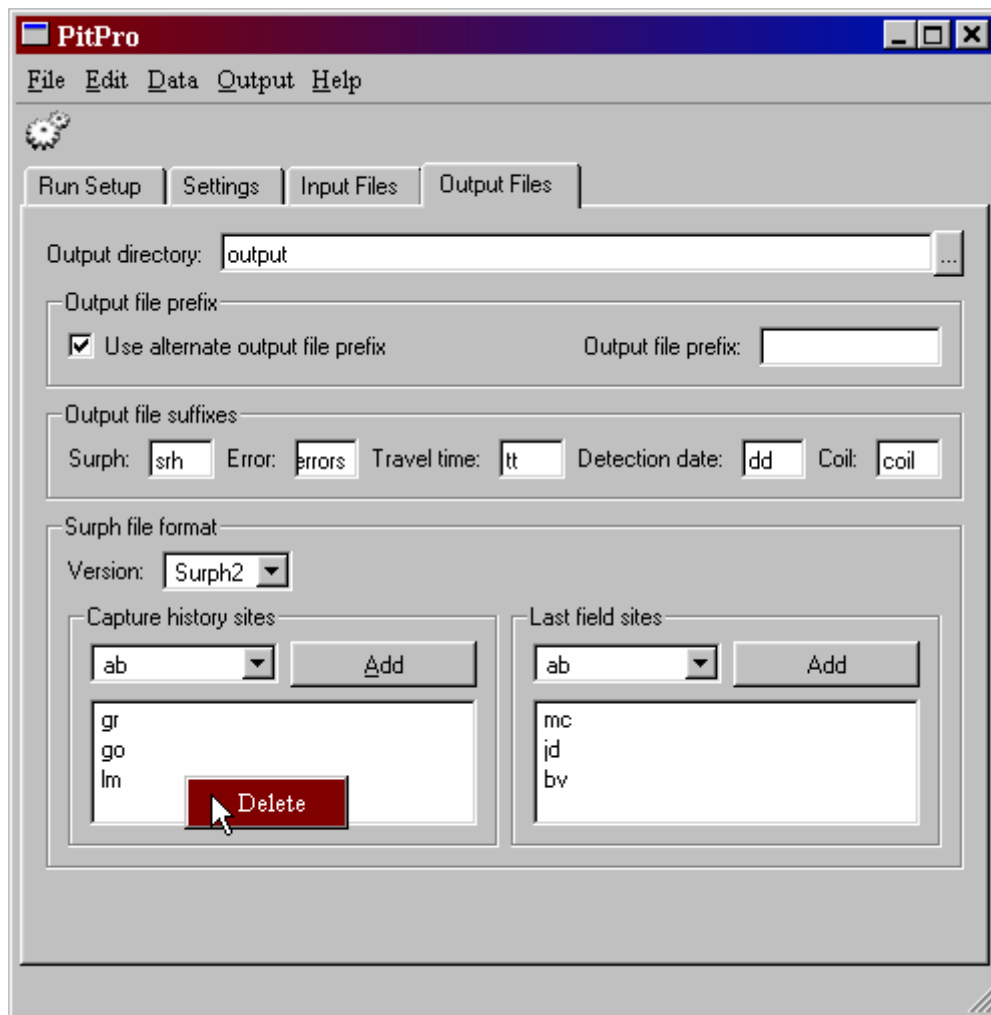 PitPro
File Edit Data Output Help
Run Setup Settings Input Files Output Files
Output directory: output ...
Output file prefix
Use alternate output file prefix Output file prefix:
Output file suffixes
Surph: srh Error: errors Travel time: tt Detection date: dd Coil: coil
Surph file format
Version: Surph2
Capture history sites
ab Add
gr
go
lm
Delete
Last field sites
ab Add
mc
jd
bv